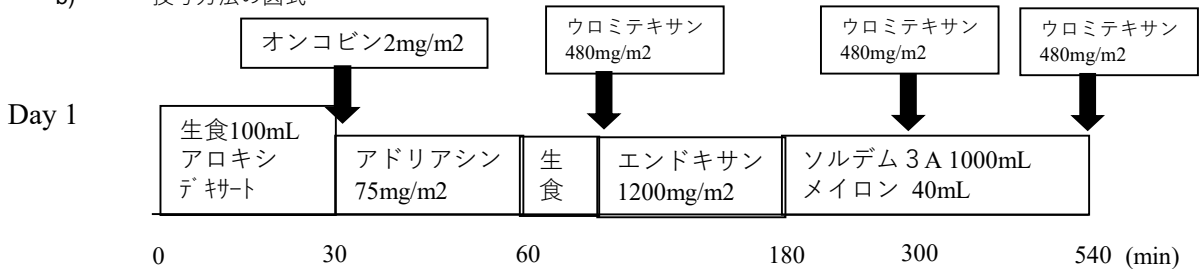 b) 投与方法の図式
オンコビン2mg/m2
ウロミテキサン
480mg/m2
ウロミテキサン
480mg/m2
ウロミテキサン
480mg/m2
Day 1
生食100mL
アロキシ
ﾃﾞｷｻｰﾄ
アドリアシン
75mg/m2
生
食
エンドキサン
1200mg/m2
ソルデム３A 1000mL
メイロン 40mL
0 30 60 180 300 540 (min)